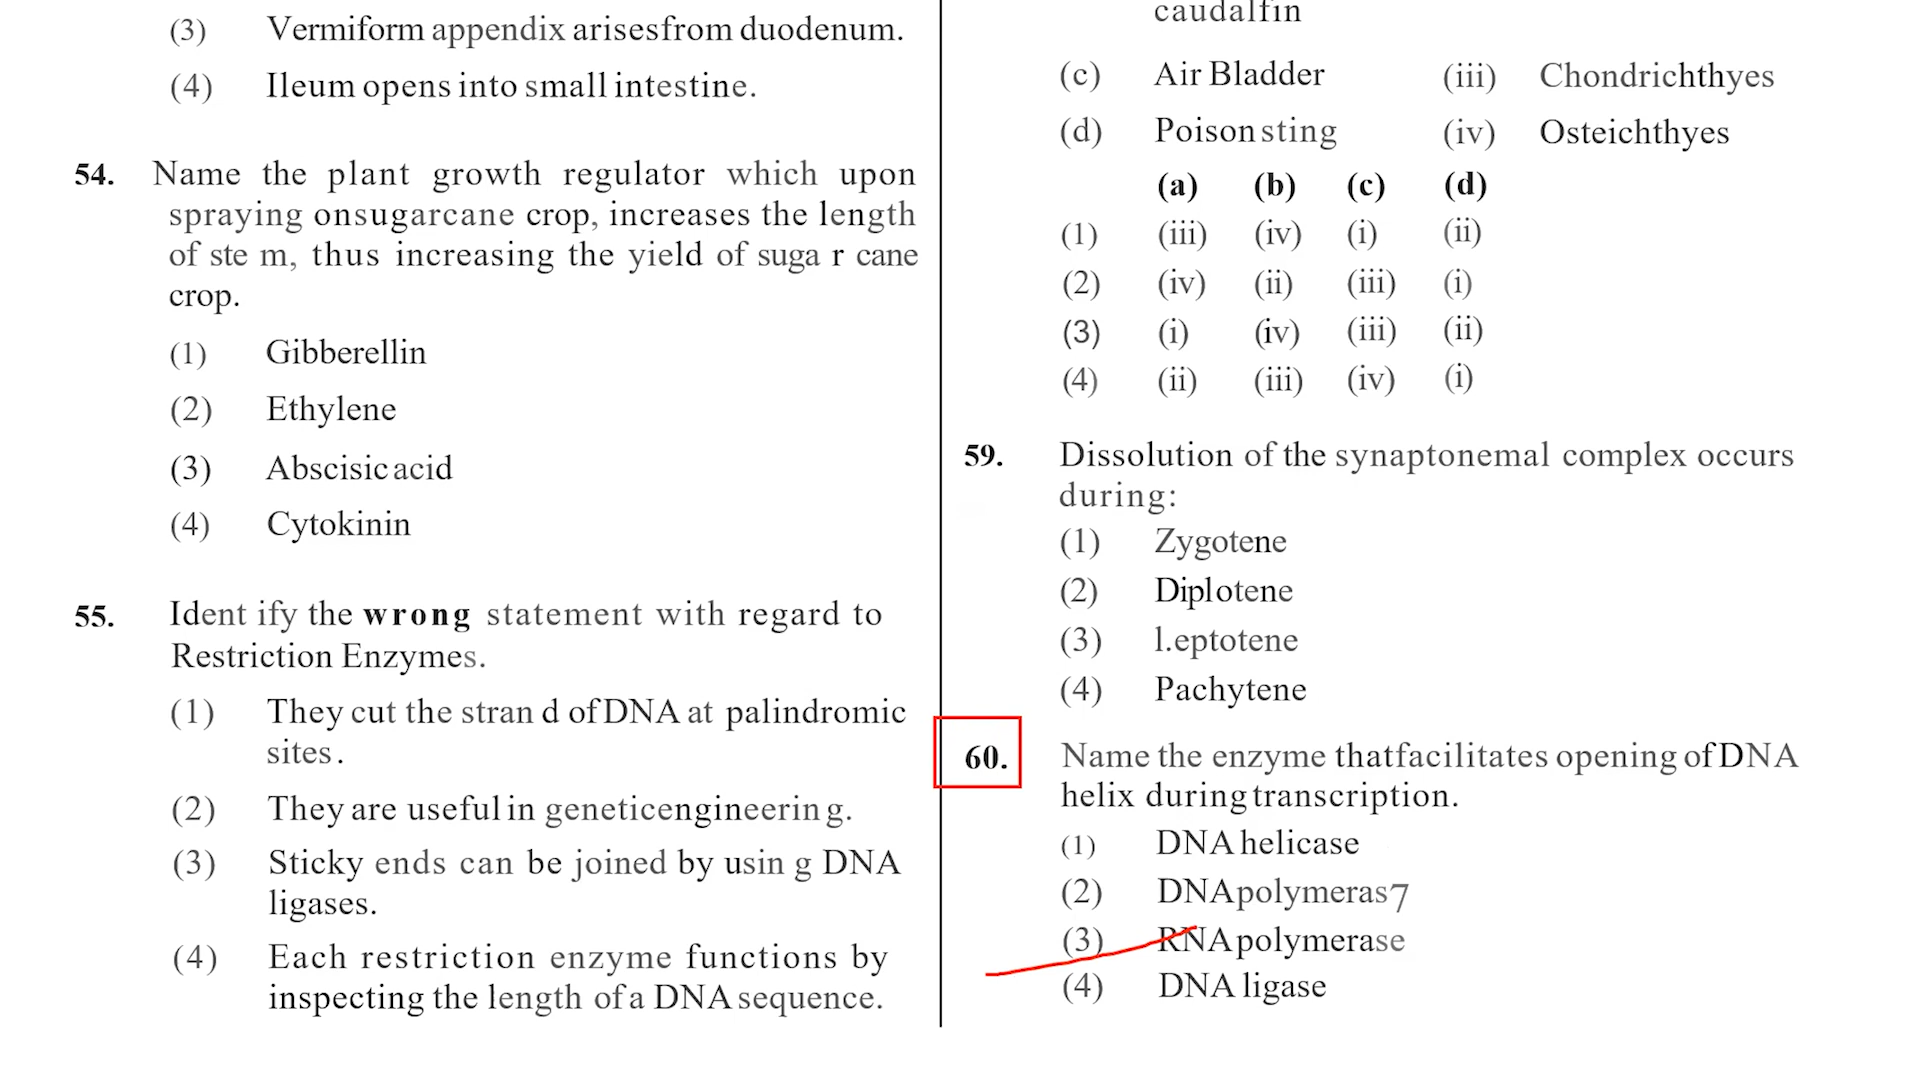 (3) Vermiform appendix arisesfrom duodenum.
(4) Ileum opens into small intestine.
54. Name the plant growth regulator which upon
spraying onsugarcane crop, increases the length
of ste m, thus increasing the yield of suga r cane
crop.
(1) Gibberellin
(2) Ethylene
(3) Abscisic acid
(4) Cytokinin
55. Ident ify the wrong statement with regard to
Restriction Enzymes.
(1) They cut the stran d of DNA at palindromic
sites.
(2) They are useful in geneticengineerin g.
(3) Sticky ends can be joined by usin g DNA
ligases.
(4) Each restriction enzyme functions by
inspecting the length of a DNA sequence.
caudalfin
(c) Air Bladder (iii) Chondrichthyes
(d) Poison sting (iv) Osteichthyes
(a) (b) (c) (d)
(1) (iii) (iv) (i) (ii)
(2) (iv) (ii) (iii) (i)
(3) (i) (iv) (iii) (ii)
(4) (ii) (iii) (iv) (i)
59. Dissolution of the synaptonemal complex occurs
during:
(1) Zygotene
(2) Diplotene
(3) l.eptotene
(4) Pachytene
60. Name the enzyme thatfacilitates opening of DNA
helix during transcription.
(1) DNA helicase
(2) DNA polymeras7
(3) RNA polymerase
(4) DNA ligase